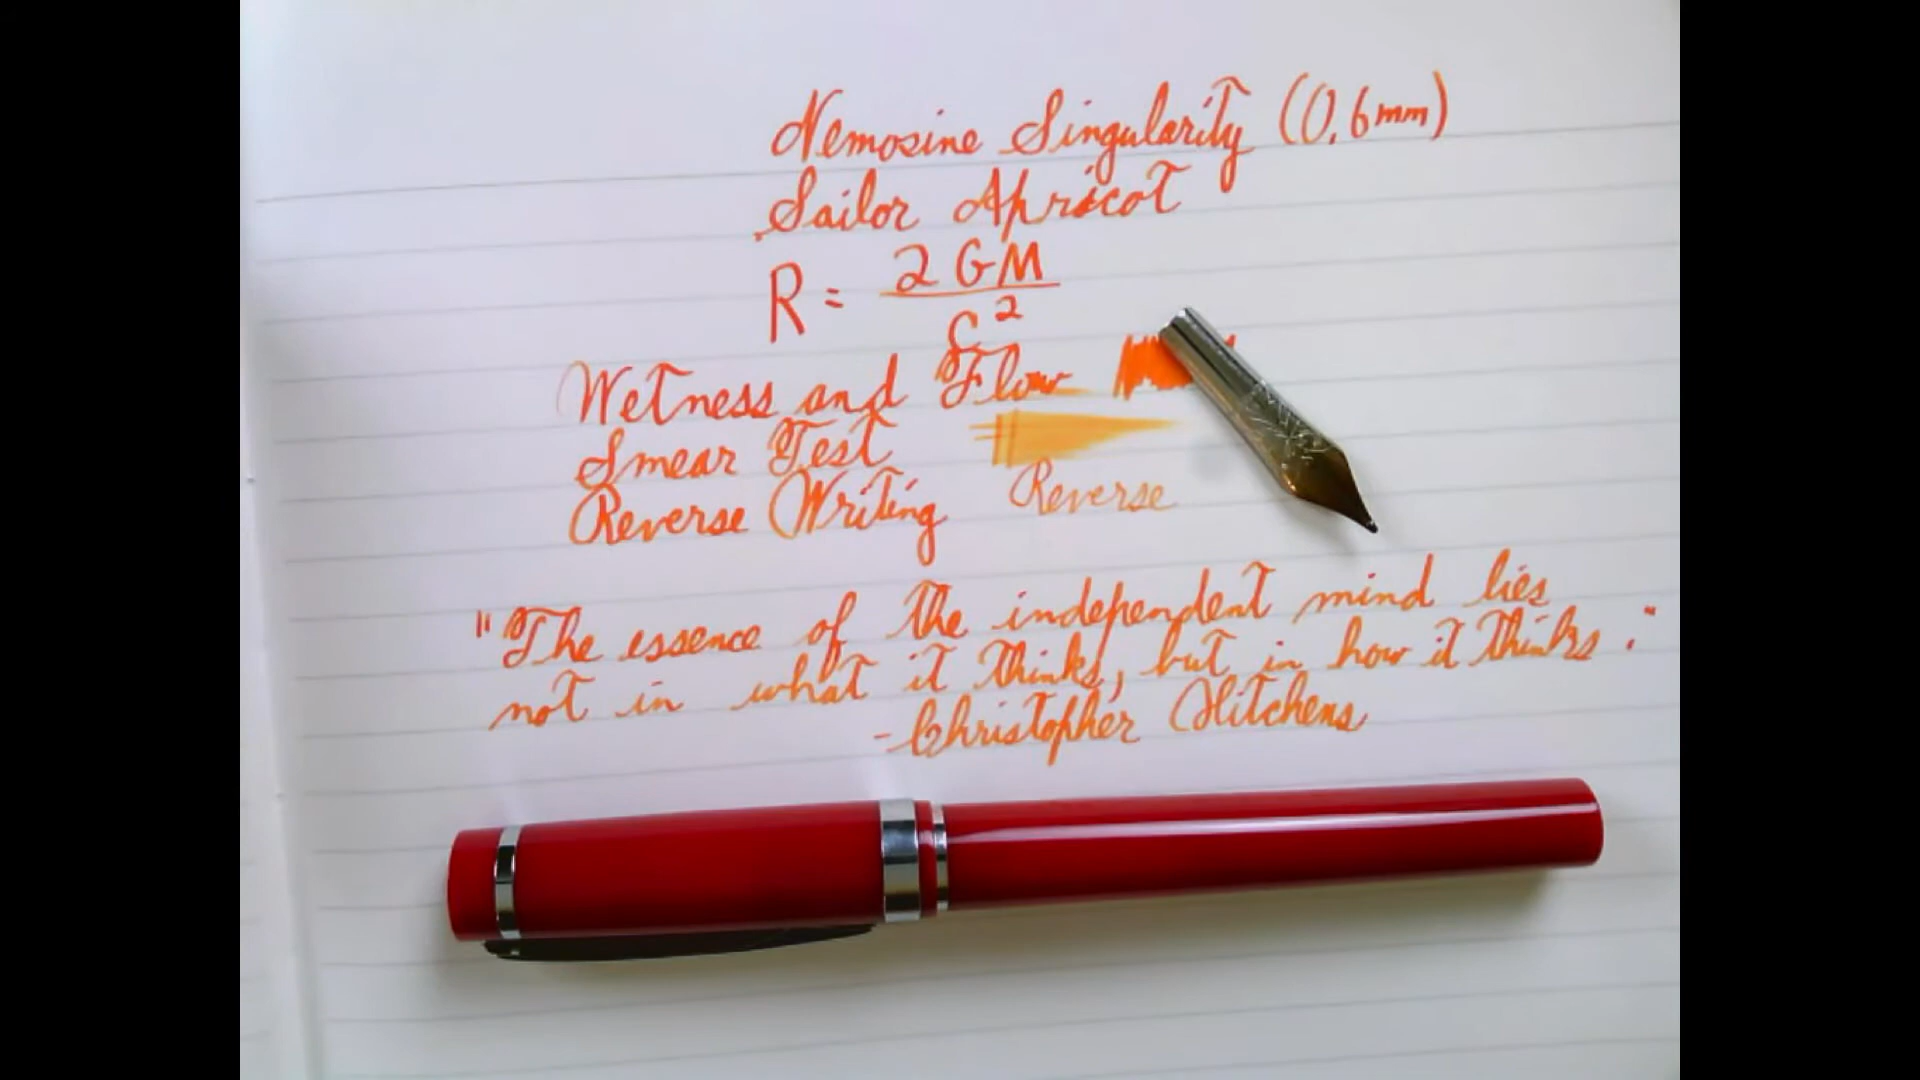 Nemosine Singularity (0.6mm)
Sailor Apricot
R = 2GM / c²
Wetness and Flow
Smear Test
Reverse Writing Reverse
"The essence of the independent mind lies
not in what it thinks, but in how it thinks."
-Christopher Hitchens